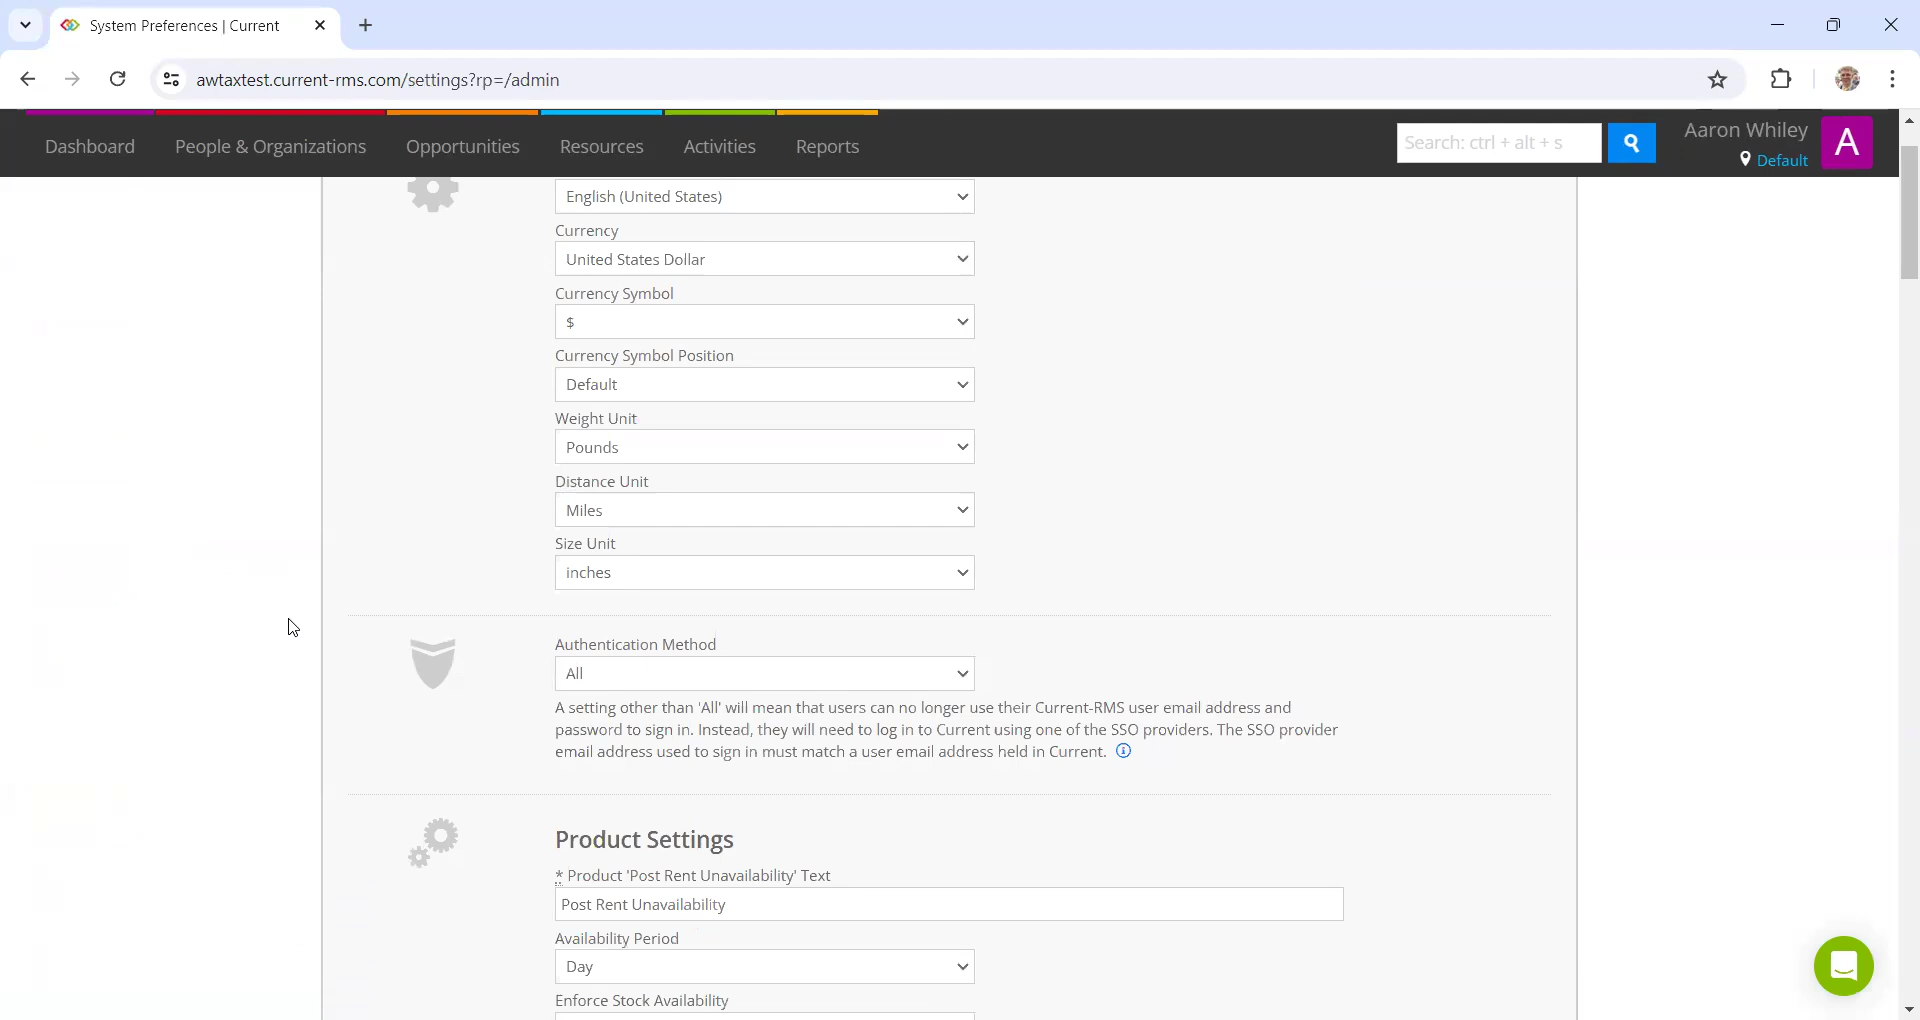 System Preferences | Current
awtaxtest.current-rms.com/settings?rp=/admin
Dashboard
People & Organizations
Opportunities
Resources
Activities
Reports
Search: ctrl + alt + s
Aaron Whiley
Default
A
English (United States)
Currency
United States Dollar
Currency Symbol
$
Currency Symbol Position
Default
Weight Unit
Pounds
Distance Unit
Miles
Size Unit
inches
Authentication Method
All
A setting other than 'All' will mean that users can no longer use their Current-RMS user email address and
password to sign in. Instead, they will need to log in to Current using one of the SSO providers. The SSO provider
email address used to sign in must match a user email address held in Current.
Product Settings
* Product 'Post Rent Unavailability' Text
Post Rent Unavailability
Availability Period
Day
Enforce Stock Availability